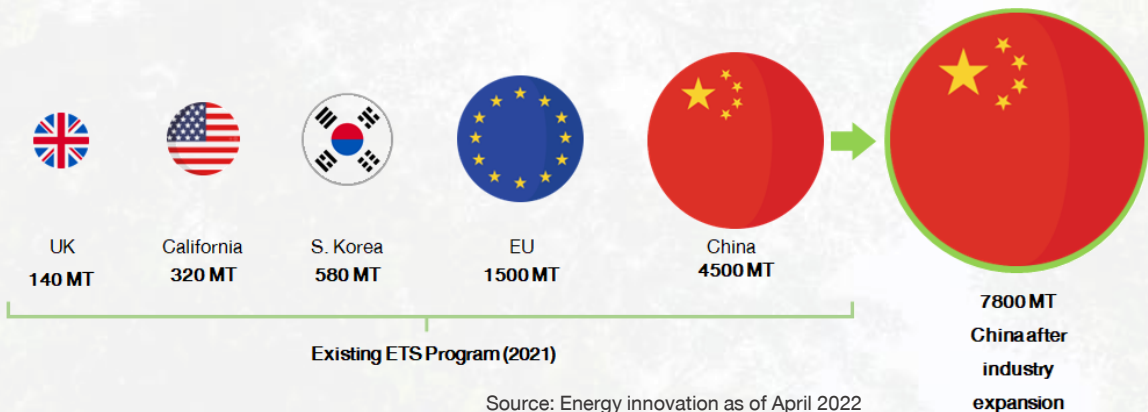 UK
140 MT
California
320 MT
S. Korea
580 MT
EU
1500 MT
China
4500 MT
7800 MT
China after
industry
expansion
Existing ETS Program (2021)
Source: Energy innovation as of April 2022